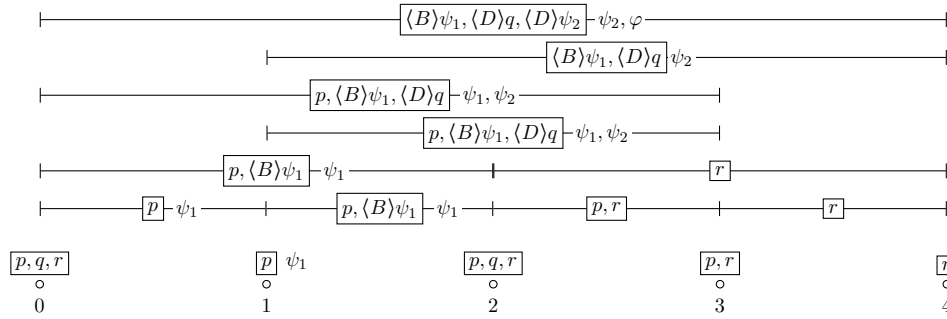 ⟨B⟩ψ₁, ⟨D⟩q, ⟨D⟩ψ₂ ψ₂, φ
⟨B⟩ψ₁, ⟨D⟩q ψ₂
p, ⟨B⟩ψ₁, ⟨D⟩q ψ₁, ψ₂
p, ⟨B⟩ψ₁, ⟨D⟩q ψ₁, ψ₂
p, ⟨B⟩ψ₁ ψ₁ r
p ψ₁ p, ⟨B⟩ψ₁ ψ₁ p, r r
p, q, r p ψ₁ p, q, r p, r
0 1 2 3 4